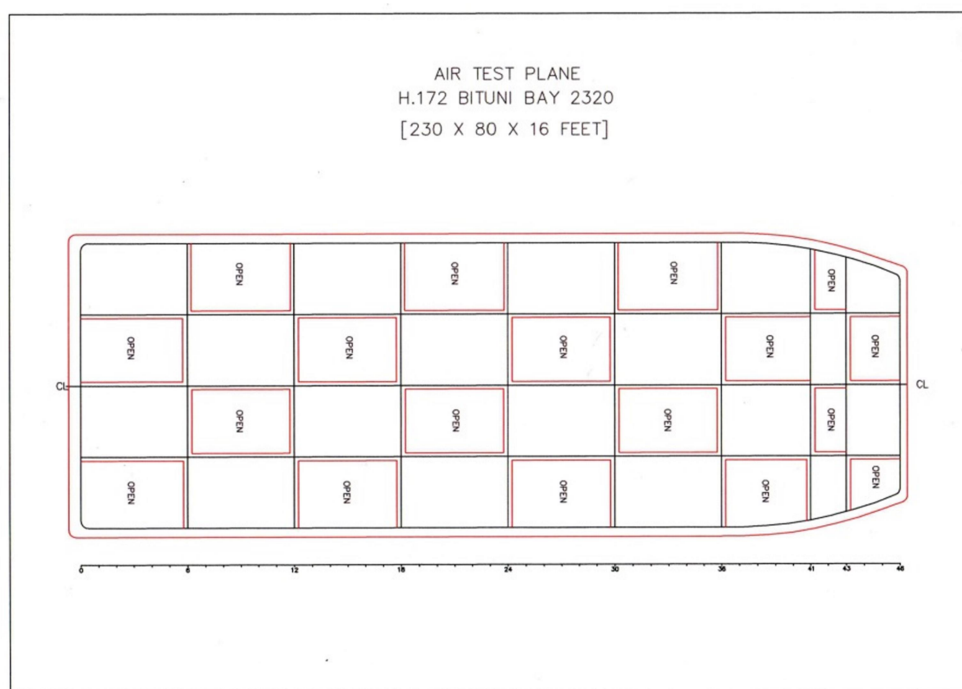 AIR TEST PLANE
H.172 BITUNI BAY 2320
[230 X 80 X 16 FEET]
OPEN OPEN OPEN OPEN
OPEN OPEN OPEN OPEN OPEN
CL CL
OPEN OPEN OPEN OPEN
OPEN OPEN OPEN OPEN OPEN
0 6 12 18 24 30 36 41 43 46